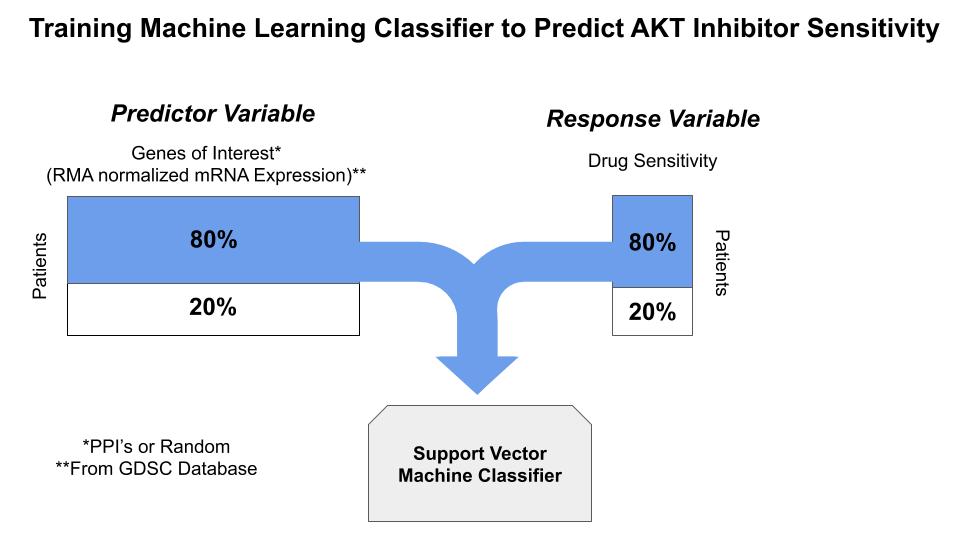 Training Machine Learning Classifier to Predict AKT Inhibitor Sensitivity
Predictor Variable
Response Variable
Genes of Interest*
(RMA normalized mRNA Expression)**
Drug Sensitivity
Patients
80%
20%
80%
20%
Patients
*PPI's or Random
**From GDSC Database
Support Vector
Machine Classifier